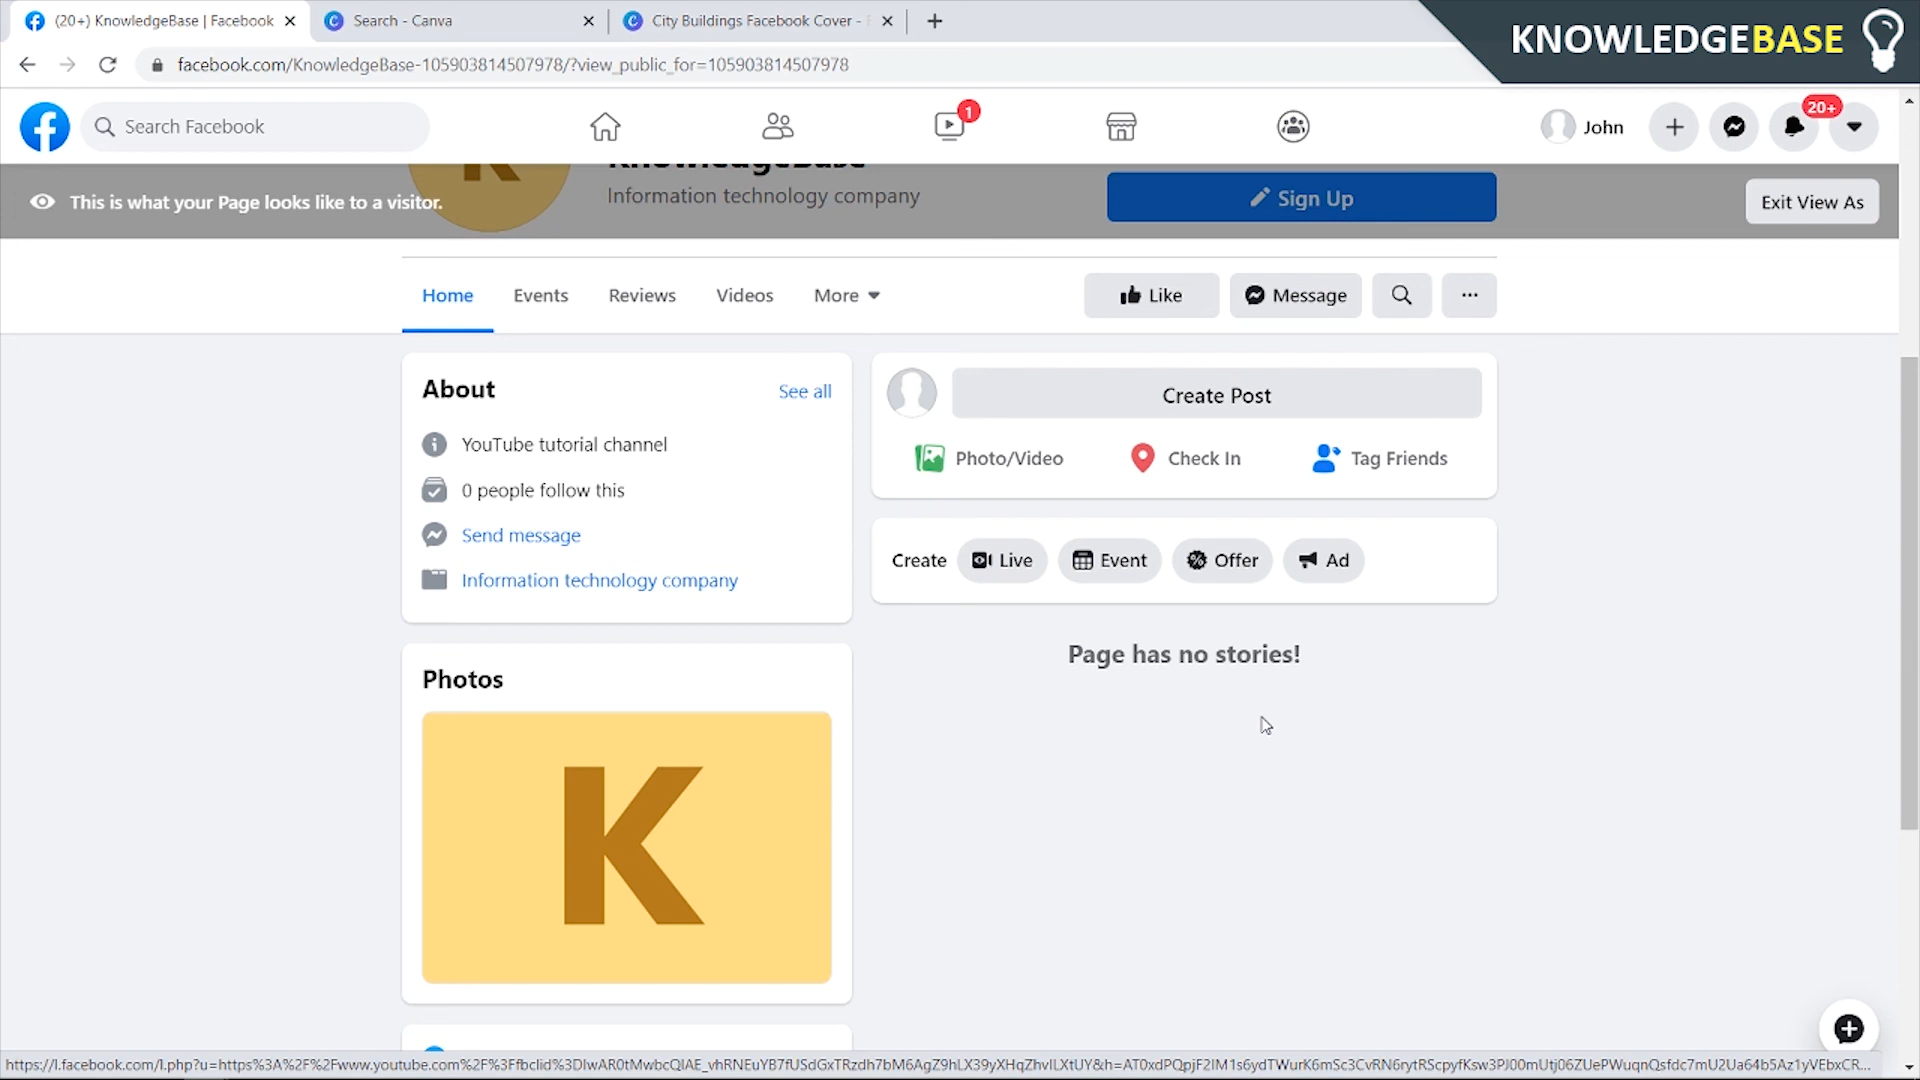 (20+) KnowledgeBase | Facebook
Search - Canva
City Buildings Facebook Cover -
KNOWLEDGEBASE
facebook.com/KnowledgeBase-105903814507978/?view_public_for=105903814507978
Search Facebook
1
John
20+
K
KnowledgeBase
Information technology company
This is what your Page looks like to a visitor.
Sign Up
Exit View As
Home
Events
Reviews
Videos
More
Like
Message
About
See all
YouTube tutorial channel
0 people follow this
Send message
Information technology company
Create Post
Photo/Video
Check In
Tag Friends
Create
Live
Event
Offer
Ad
Page has no stories!
Photos
K